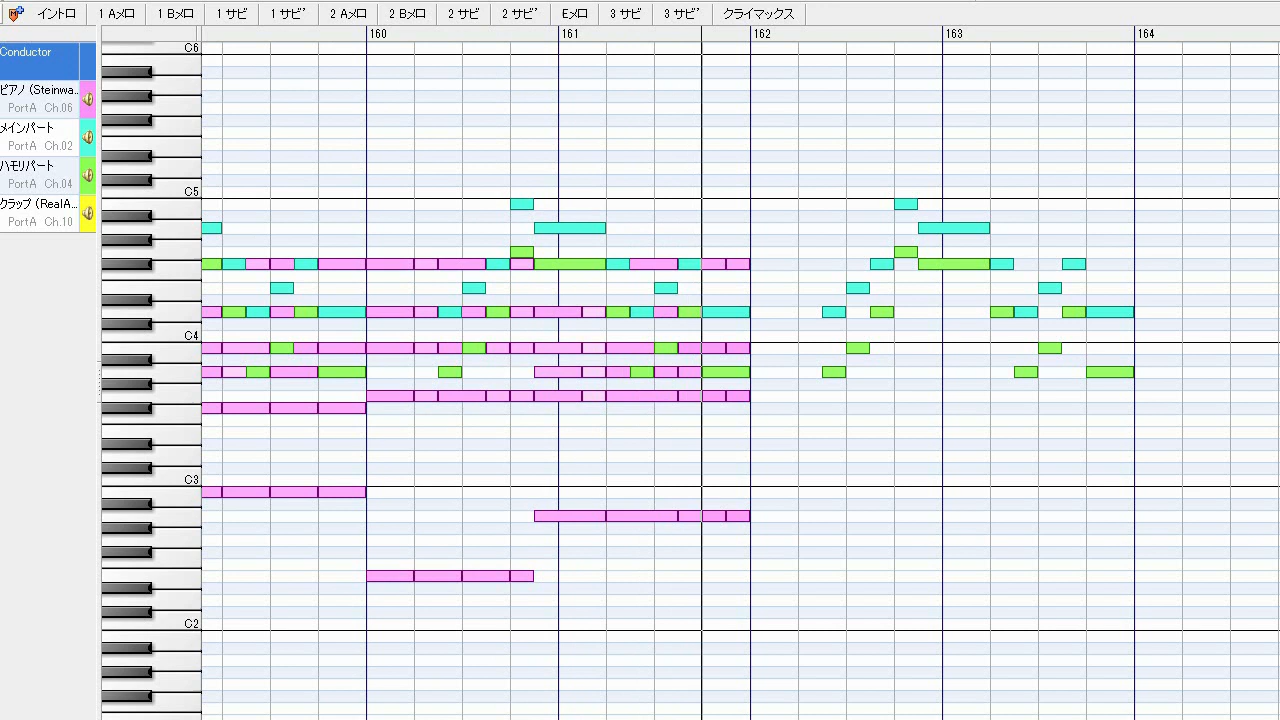 イントロ 1 Aメロ 1 Bメロ 1 サビ 1 サビ' 2 Aメロ 2 Bメロ 2 サビ 2 サビ' Eメロ 3 サビ 3 サビ' クライマックス
160 161 162 163 164
Conductor
ピアノ (Steinwa...
PortA Ch.06
メインパート
PortA Ch.02
ハモリパート
PortA Ch.04
クラップ (RealA...
PortA Ch.10
C6
C5
C4
C3
C2